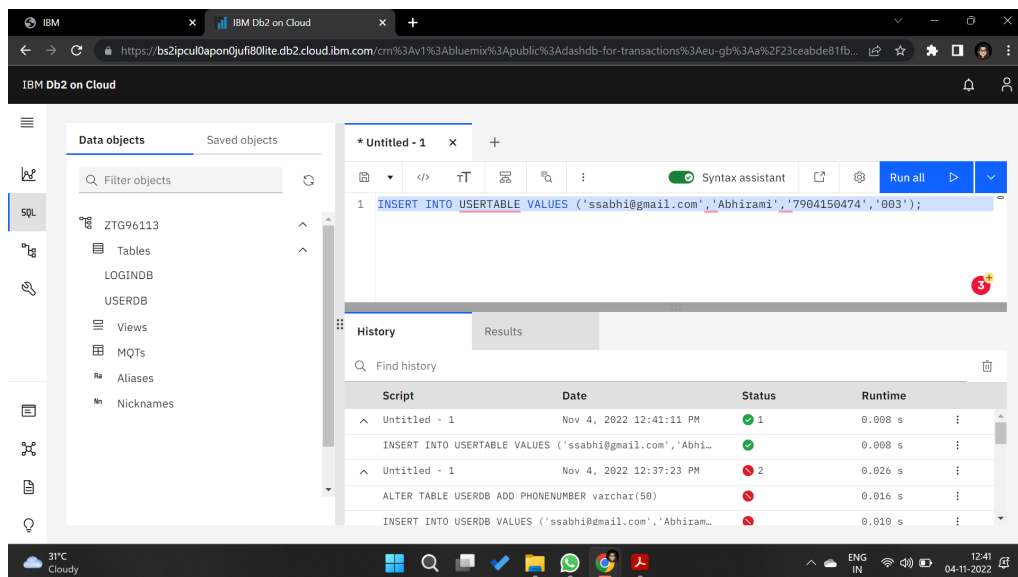 IBM
IBM Db2 on Cloud
https://bs2ipcul0apon0jufi80lite.db2.cloud.ibm.com/crn%3Av1%3Abluemix%3Apublic%3Adashdb-for-transactions%3Aeu-gb%3Aa%2F23ceabde81fb...
IBM Db2 on Cloud
Data objects
Saved objects
* Untitled - 1
Filter objects
Syntax assistant
Run all
SQL
1 INSERT INTO USERTABLE VALUES ('ssabhi@gmail.com','Abhirami','7904150474','003');
ZTG96113
Tables
LOGINDB
USERDB
Views
MQTs
Aa Aliases
Nn Nicknames
3
History
Results
Find history
Script Date Status Runtime
Untitled - 1 Nov 4, 2022 12:41:11 PM 1 0.008 s
INSERT INTO USERTABLE VALUES ('ssabhi@gmail.com','Abhi… 0.008 s
Untitled - 1 Nov 4, 2022 12:37:23 PM 2 0.026 s
ALTER TABLE USERDB ADD PHONENUMBER varchar(50) 0.016 s
INSERT INTO USERDB VALUES ('ssabhi@gmail.com','Abhiram… 0.010 s
31°C
Cloudy
ENG
IN
12:41
04-11-2022